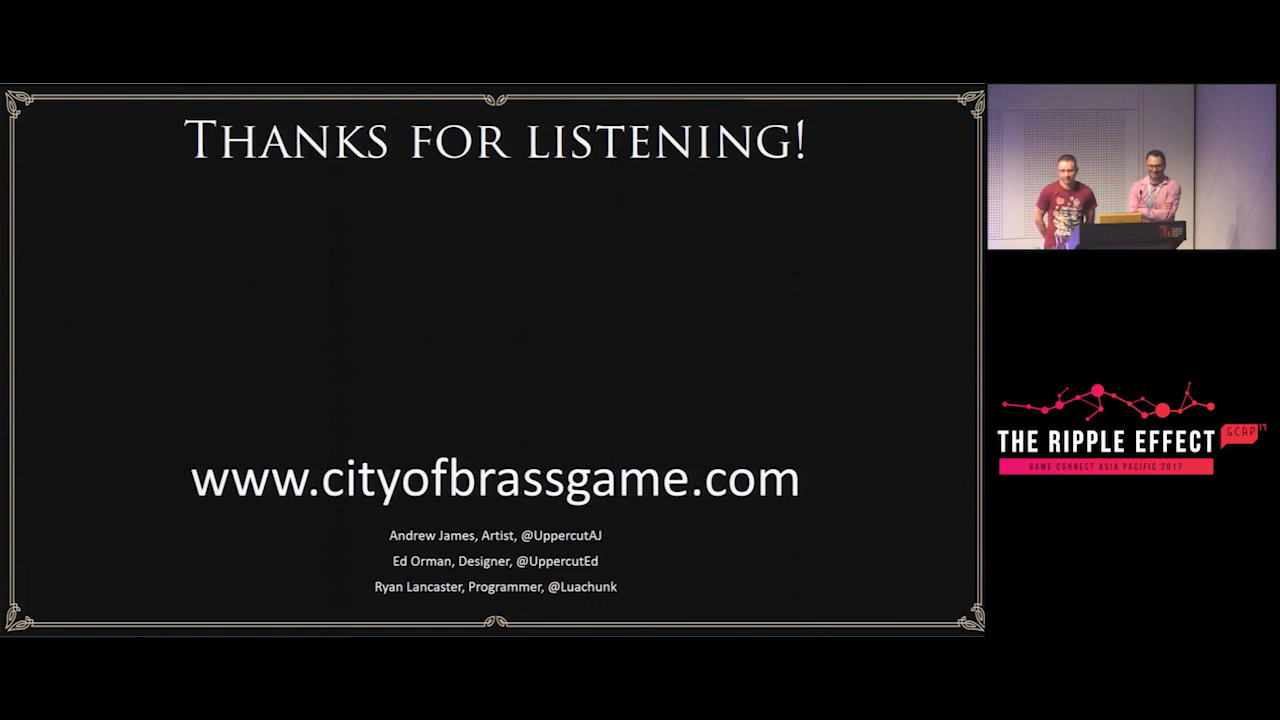 THANKS FOR LISTENING!
www.cityofbrassgame.com
Andrew James, Artist, @UppercutAJ
Ed Orman, Designer, @UppercutEd
Ryan Lancaster, Programmer, @Luachunk
THE RIPPLE EFFECT
GCAP 17
GAME CONNECT ASIA PACIFIC 2017